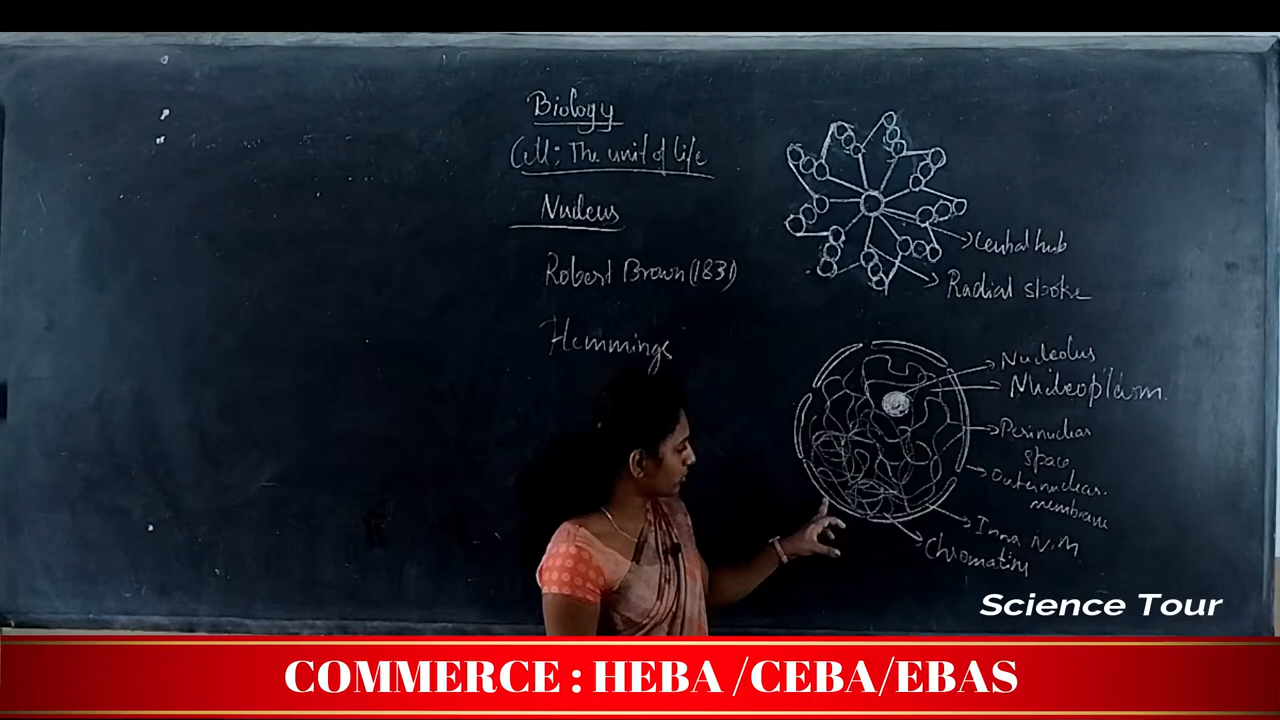 Biology
Cell: The unit of life
Nucleus
Robert Brown (1831)
Flemmings
Central hub
Radial spoke
Nucleolus
Nucleoplasm.
Perinuclear
space
Outer nuclear.
membrane
Inner N.M
Chromatin
Science Tour
COMMERCE : HEBA /CEBA/EBAS